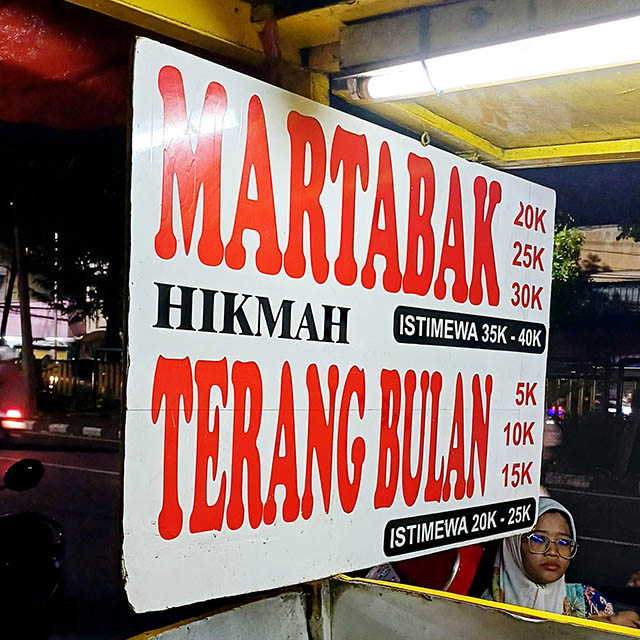 MARTABAK
20K
25K
30K
HIKMAH
ISTIMEWA 35K - 40K
TERANG BULAN
5K
10K
15K
ISTIMEWA 20K - 25K